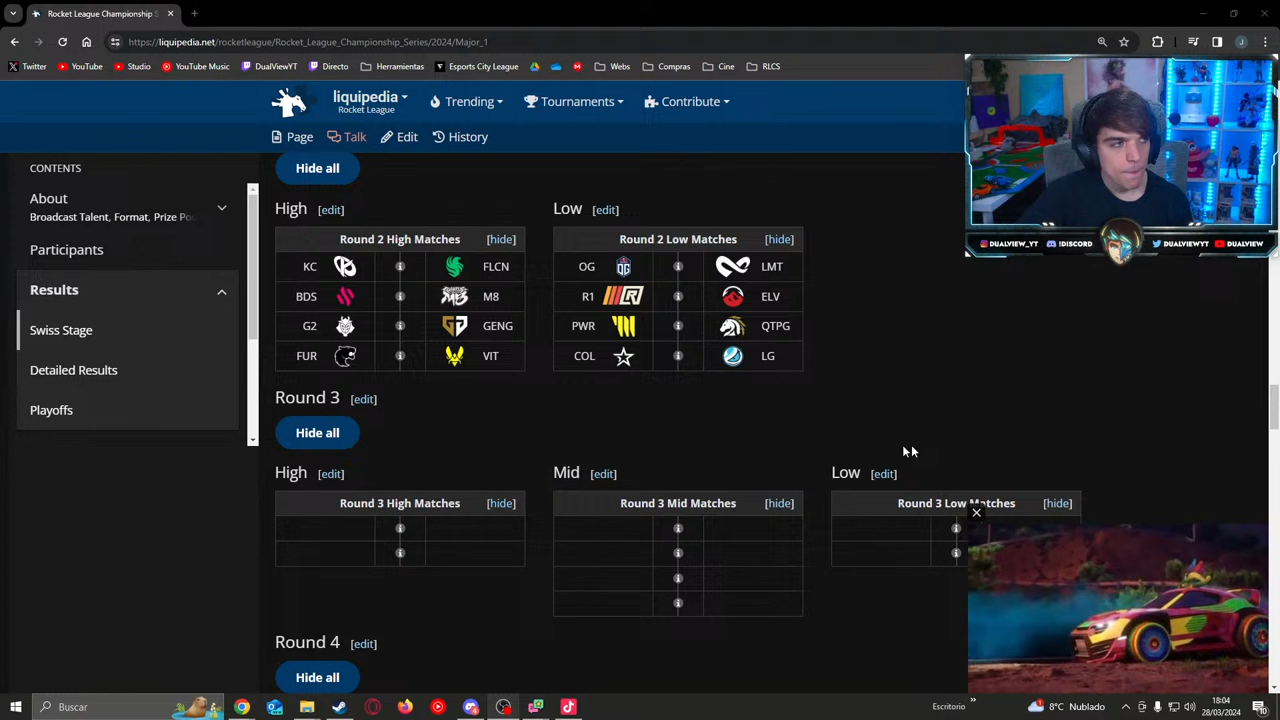 Rocket League Championship S
https://liquipedia.net/rocketleague/Rocket_League_Championship_Series/2024/Major_1
J
Twitter YouTube Studio YouTube Music DualViewYT Directo Herramientas Esports City League Webs Compras Cine RLCS
liquipedia
Rocket League
Trending Tournaments Contribute
Page Talk Edit History
DUALVIEW_YT !DISCORD DUALVIEWYT DUALVIEW
CONTENTS
About
Broadcast Talent, Format, Prize Po
Participants
Results
Swiss Stage
Detailed Results
Playoffs
Hide all
High [edit] Low [edit]
Round 2 High Matches [hide] Round 2 Low Matches [hide]
KC FLCN OG LMT
BDS M8 R1 ELV
G2 GENG PWR QTPG
FUR VIT COL LG
Round 3 [edit]
Hide all
High [edit] Mid [edit] Low [edit]
Round 3 High Matches [hide] Round 3 Mid Matches [hide] Round 3 Low Matches [hide]
Round 4 [edit]
Hide all
Buscar
Escritorio
8°C Nublado
18:04
28/03/2024